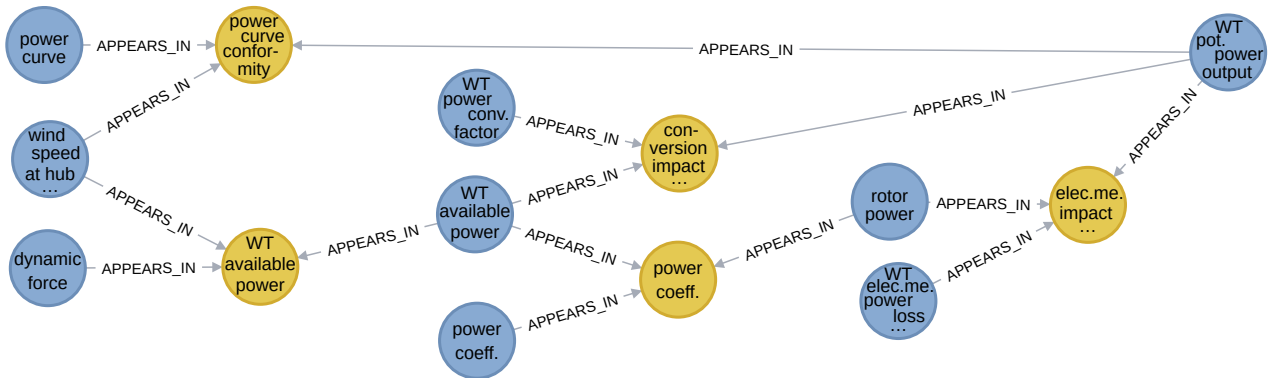 power
curve
APPEARS_IN
power
curve
confor-
mity
APPEARS_IN
WT
pot.
power
output
APPEARS_IN
wind
speed
at hub
...
WT
power
conv.
factor
APPEARS_IN
con-
version
impact
...
APPEARS_IN
APPEARS_IN
APPEARS_IN
WT
available
power
APPEARS_IN
rotor
power
APPEARS_IN
elec.me.
impact
...
dynamic
force
APPEARS_IN
WT
available
power
APPEARS_IN
APPEARS_IN
power
coeff.
APPEARS_IN
WT
elec.me.
power
loss
...
APPEARS_IN
power
coeff.
APPEARS_IN